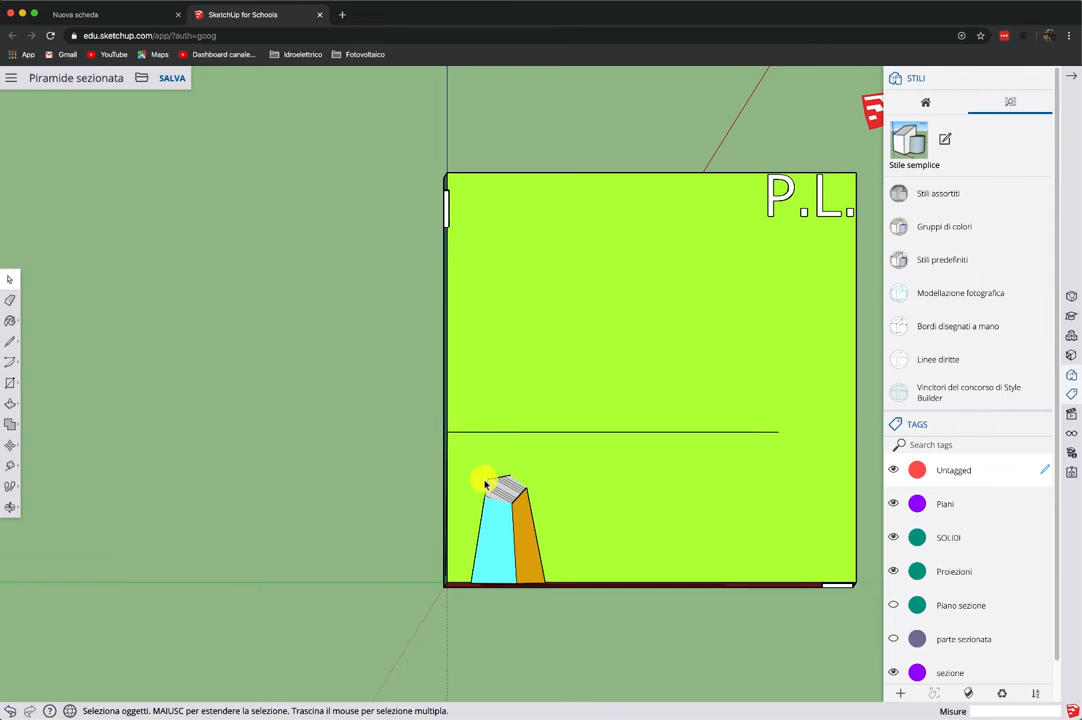 Nuova scheda
SketchUp for Schools
edu.sketchup.com/app/?auth=goog
App
Gmail
YouTube
Maps
Dashboard canale...
Idroelettrico
Fotovoltaico
Piramide sezionata
SALVA
P.L.
STILI
Stile semplice
Stili assortiti
Gruppi di colori
Stili predefiniti
Modellazione fotografica
Bordi disegnati a mano
Linee diritte
Vincitori del concorso di Style
Builder
TAGS
Search tags
Untagged
Piani
SOLIDI
Proiezioni
Piano sezione
parte sezionata
sezione
Seleziona oggetti. MAIUSC per estendere la selezione. Trascina il mouse per selezione multipla.
Misure